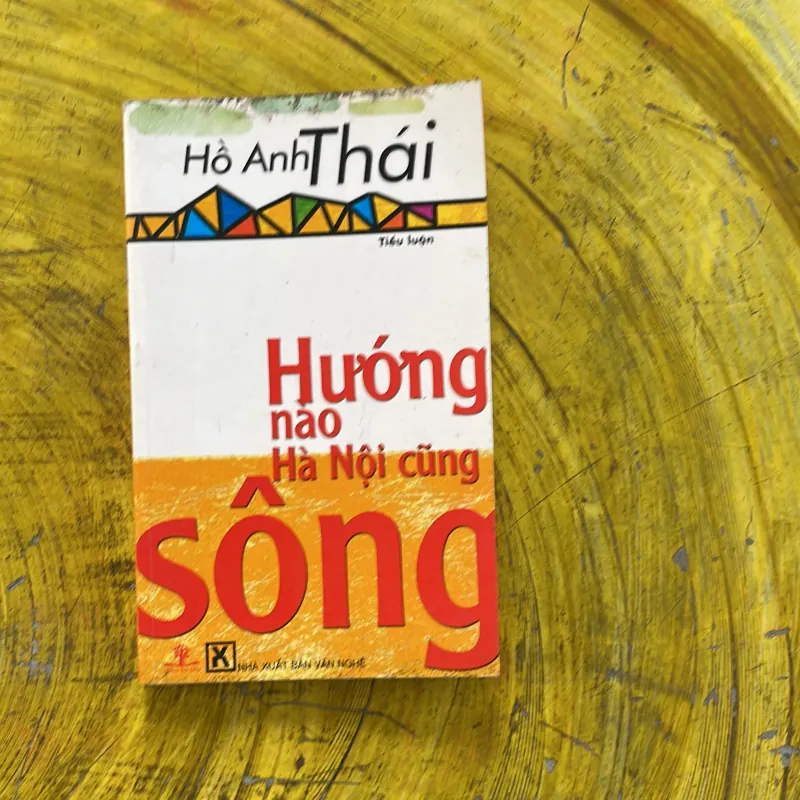 Hồ Anh Thái
Tiểu luận
Hướng
nào
Hà Nội cũng
sông
X
NHÀ XUẤT BẢN VĂN NGHỆ